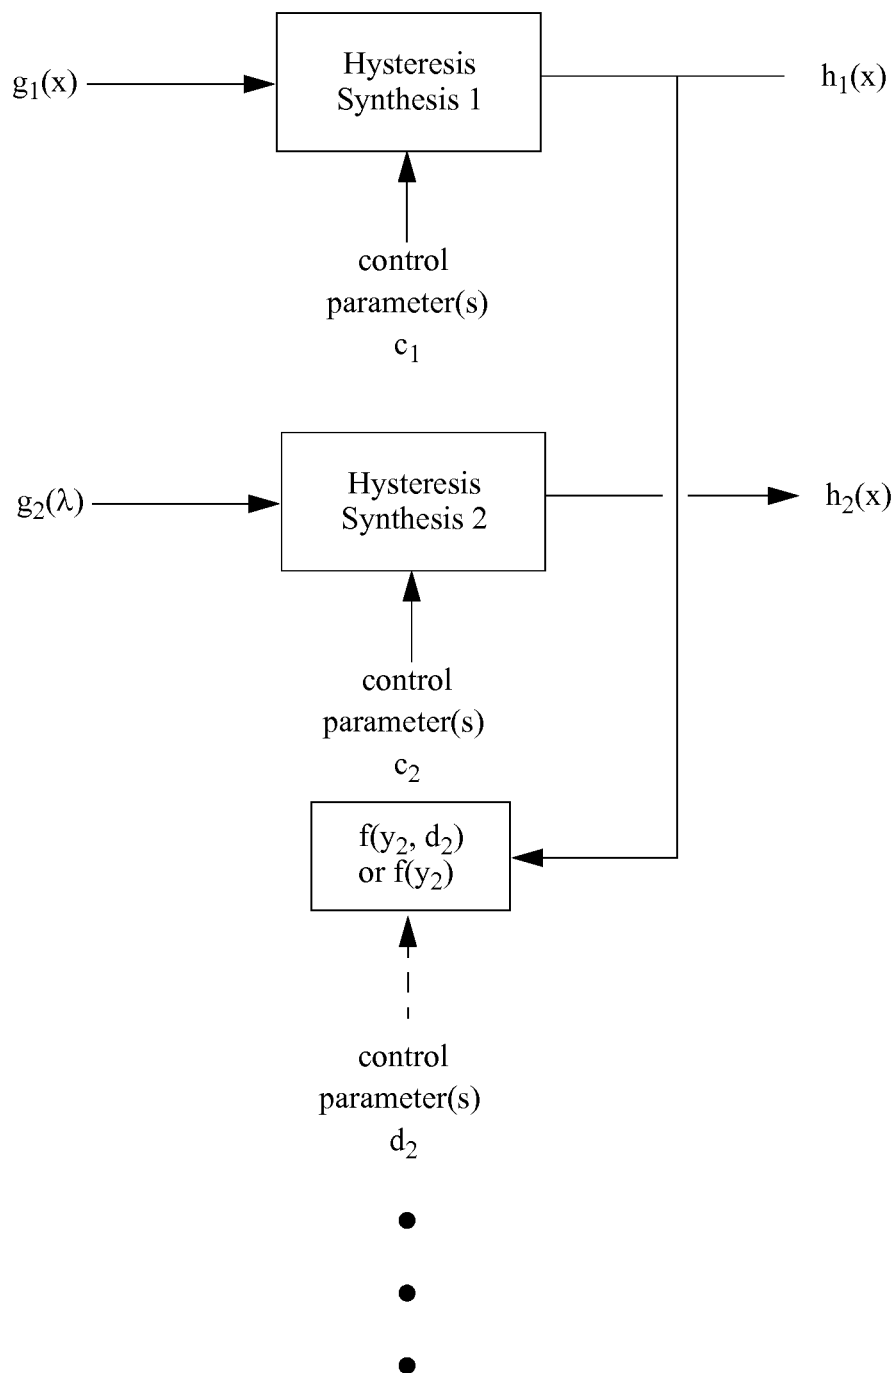 g₁(x)
Hysteresis
Synthesis 1
h₁(x)
control
parameter(s)
c₁
g₂(λ)
Hysteresis
Synthesis 2
h₂(x)
control
parameter(s)
c₂
f(y₂, d₂)
or f(y₂)
control
parameter(s)
d₂